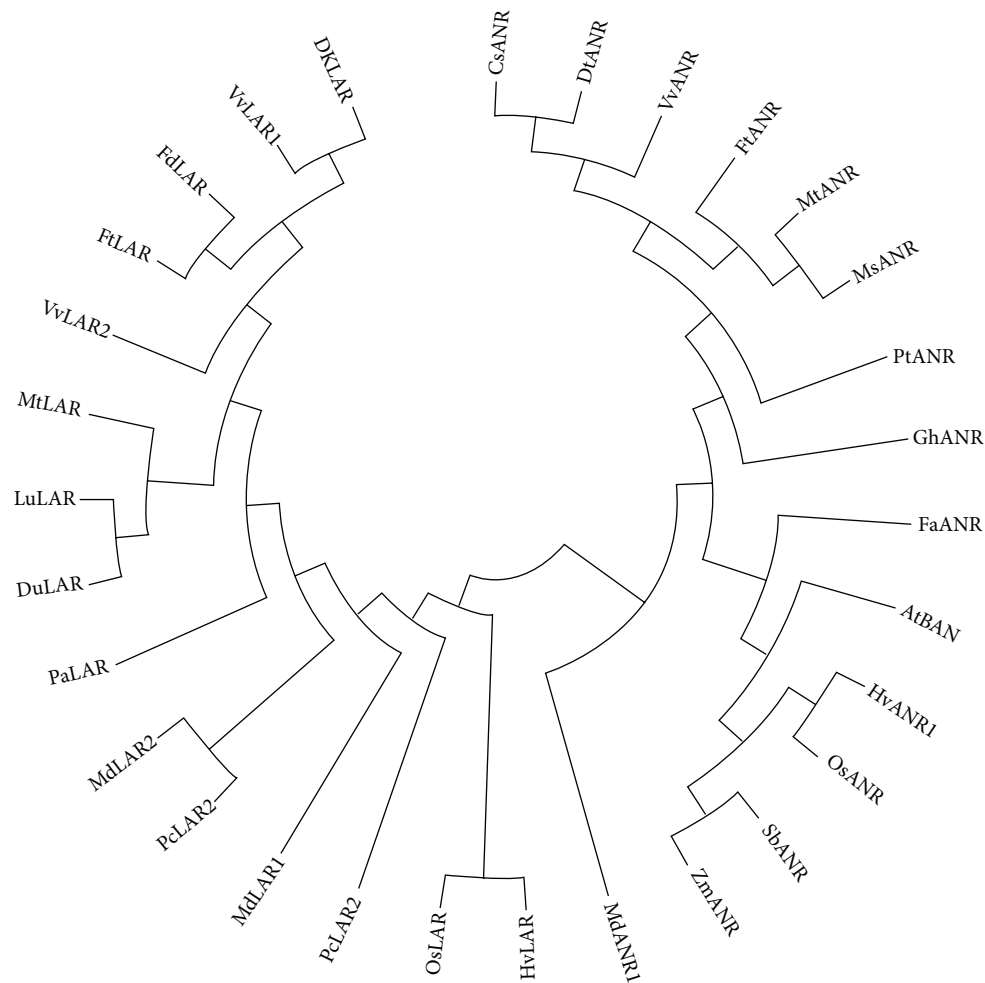 CsANR
DtANR
VvANR
FtANR
MtANR
MsANR
PtANR
GhANR
FaANR
AtBAN
HvANR1
OsANR
SbANR
ZmANR
MdANR1
HvLAR
OsLAR
PcLAR2
MdLAR1
PcLAR2
MdLAR2
PaLAR
DuLAR
LuLAR
MtLAR
VvLAR2
FtLAR
FdLAR
VvLAR1
DKLAR